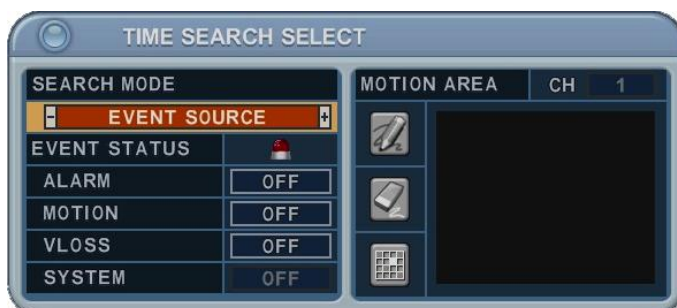 TIME SEARCH SELECT
SEARCH MODE
- EVENT SOURCE +
EVENT STATUS
ALARM OFF
MOTION OFF
VLOSS OFF
SYSTEM OFF
MOTION AREA CH 1